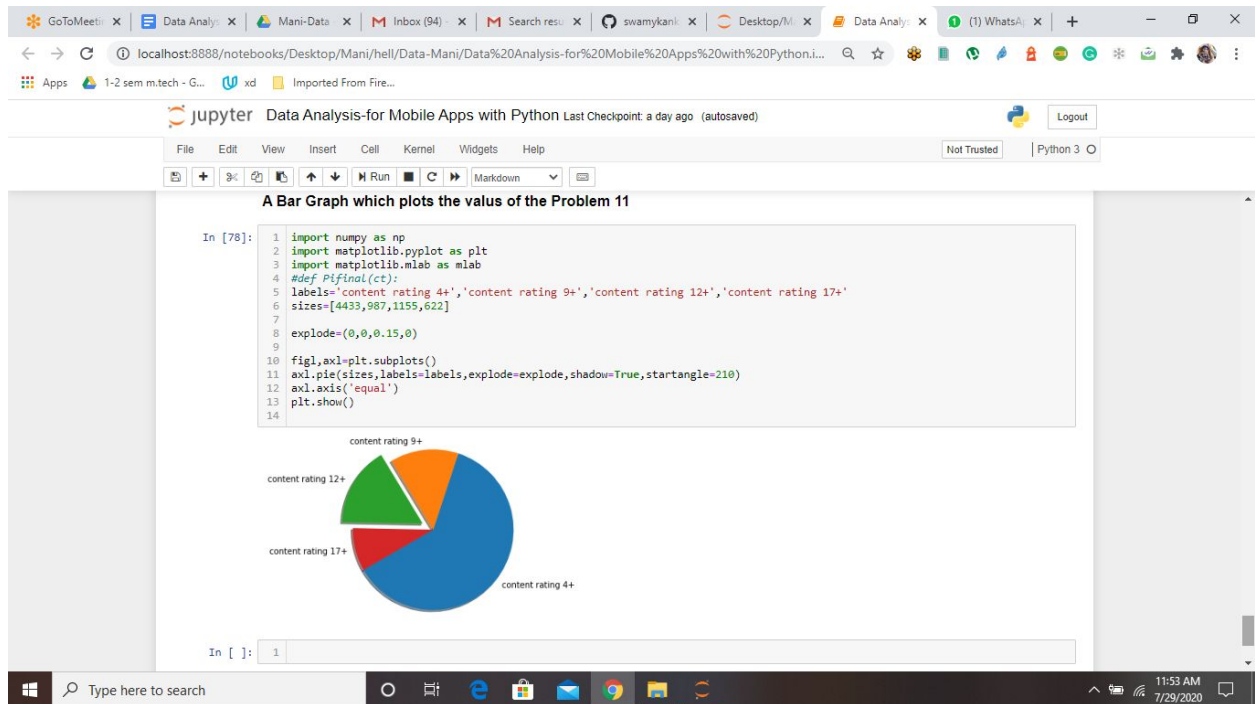 GoToMeetin
Data Analys
Mani-Data
Inbox (94) -
Search resu
swamykank
Desktop/Ma
Data Analys
(1) WhatsAp
localhost:8888/notebooks/Desktop/Mani/hell/Data-Mani/Data%20Analysis-for%20Mobile%20Apps%20with%20Python.i...
Apps 1-2 sem m.tech - G... xd Imported From Fire...
jupyter Data Analysis-for Mobile Apps with Python Last Checkpoint: a day ago (autosaved)
Logout
File Edit View Insert Cell Kernel Widgets Help
Not Trusted Python 3
Run Markdown
A Bar Graph which plots the valus of the Problem 11
In [78]:
1 import numpy as np
2 import matplotlib.pyplot as plt
3 import matplotlib.mlab as mlab
4 #def Pifinal(ct):
5 labels='content rating 4+','content rating 9+','content rating 12+','content rating 17+'
6 sizes=[4433,987,1155,622]
7
8 explode=(0,0,0.15,0)
9
10 figl,axl=plt.subplots()
11 axl.pie(sizes,labels=labels,explode=explode,shadow=True,startangle=210)
12 axl.axis('equal')
13 plt.show()
14
content rating 9+
content rating 12+
content rating 17+
content rating 4+
In [ ]: 1
Type here to search
11:53 AM
7/29/2020